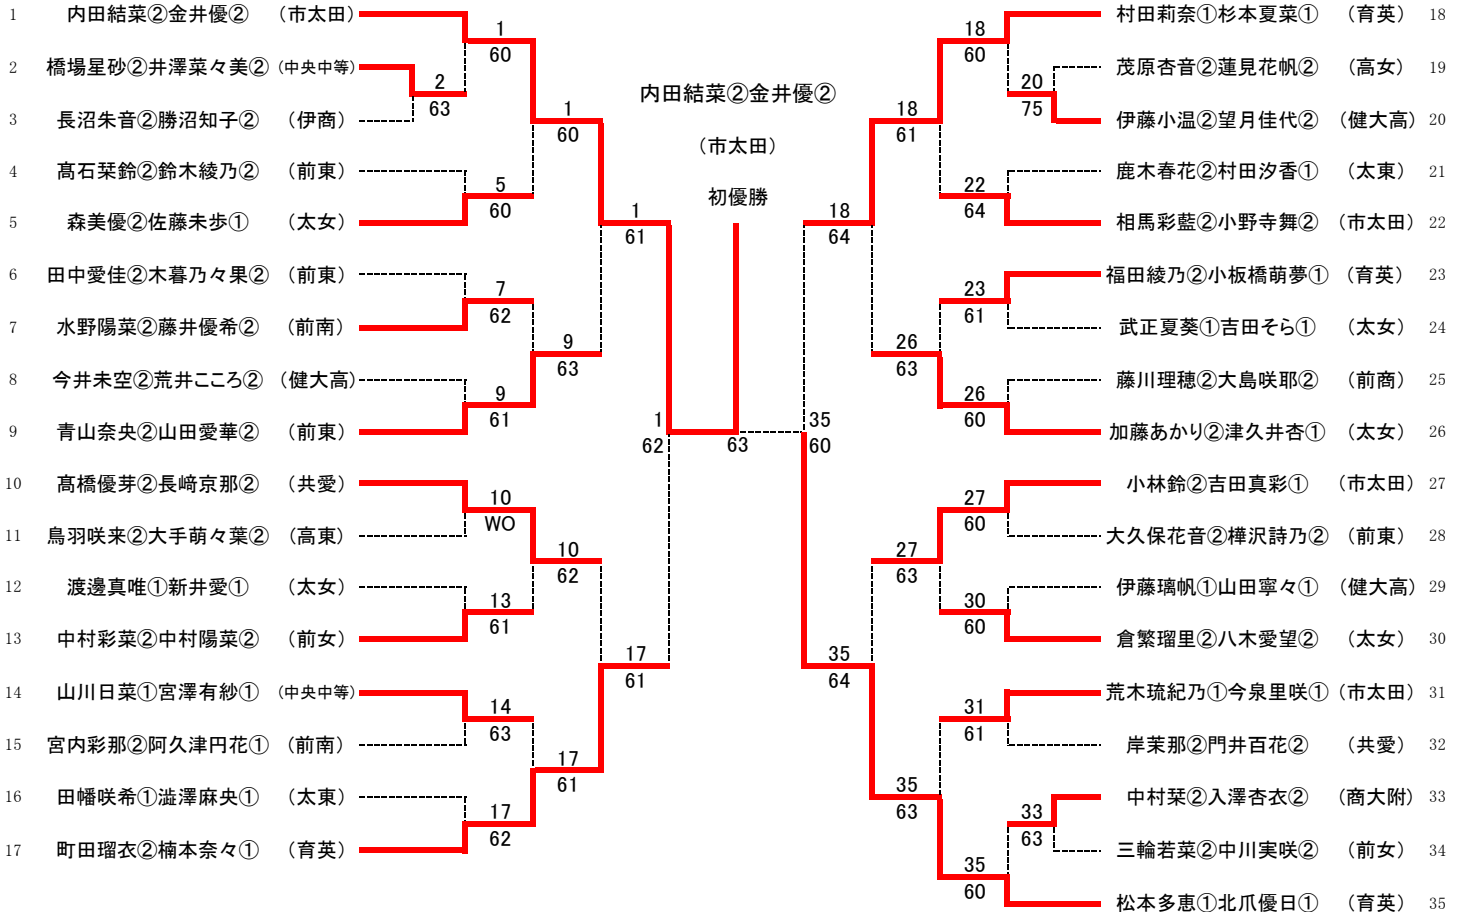 1 内田結菜②金井優② (市太田)
2 橋場星砂②井澤菜々美② (中央中等)
3 長沼朱音②勝沼知子② (伊商)
4 髙石栞鈴②鈴木綾乃② (前東)
5 森美優②佐藤未歩① (太女)
6 田中愛佳②木暮乃々果② (前東)
7 水野陽菜②藤井優希② (前南)
8 今井未空②荒井こころ② (健大高)
9 青山奈央②山田愛華② (前東)
10 髙橋優芽②長﨑京那② (共愛)
11 鳥羽咲来②大手萌々葉② (高東)
12 渡邊真唯①新井愛① (太女)
13 中村彩菜②中村陽菜② (前女)
14 山川日菜①宮澤有紗① (中央中等)
15 宮内彩那②阿久津円花① (前南)
16 田幡咲希①澁澤麻央① (太東)
17 町田瑠衣②楠本奈々① (育英)
2
63
1
60
5
60
7
62
9
61
10
WO
13
61
14
63
17
62
1
60
9
63
10
62
17
61
1
61
17
61
1
62
内田結菜②金井優②
(市太田)
初優勝
63
35
60
18
64
35
64
18
61
26
63
27
63
35
63
18
60
22
64
23
61
26
60
27
60
30
60
31
61
35
60
20
75
33
63
村田莉奈①杉本夏菜① (育英) 18
茂原杏音②蓮見花帆② (高女) 19
伊藤小温②望月佳代② (健大高) 20
鹿木春花②村田汐香① (太東) 21
相馬彩藍②小野寺舞② (市太田) 22
福田綾乃②小板橋萌夢① (育英) 23
武正夏葵①吉田そら① (太女) 24
藤川理穂②大島咲耶② (前商) 25
加藤あかり②津久井杏① (太女) 26
小林鈴②吉田真彩① (市太田) 27
大久保花音②樺沢詩乃② (前東) 28
伊藤璃帆①山田寧々① (健大高) 29
倉繁瑠里②八木愛望② (太女) 30
荒木琉紀乃①今泉里咲① (市太田) 31
岸茉那②門井百花② (共愛) 32
中村栞②入澤杏衣② (商大附) 33
三輪若菜②中川実咲② (前女) 34
松本多恵①北爪優日① (育英) 35